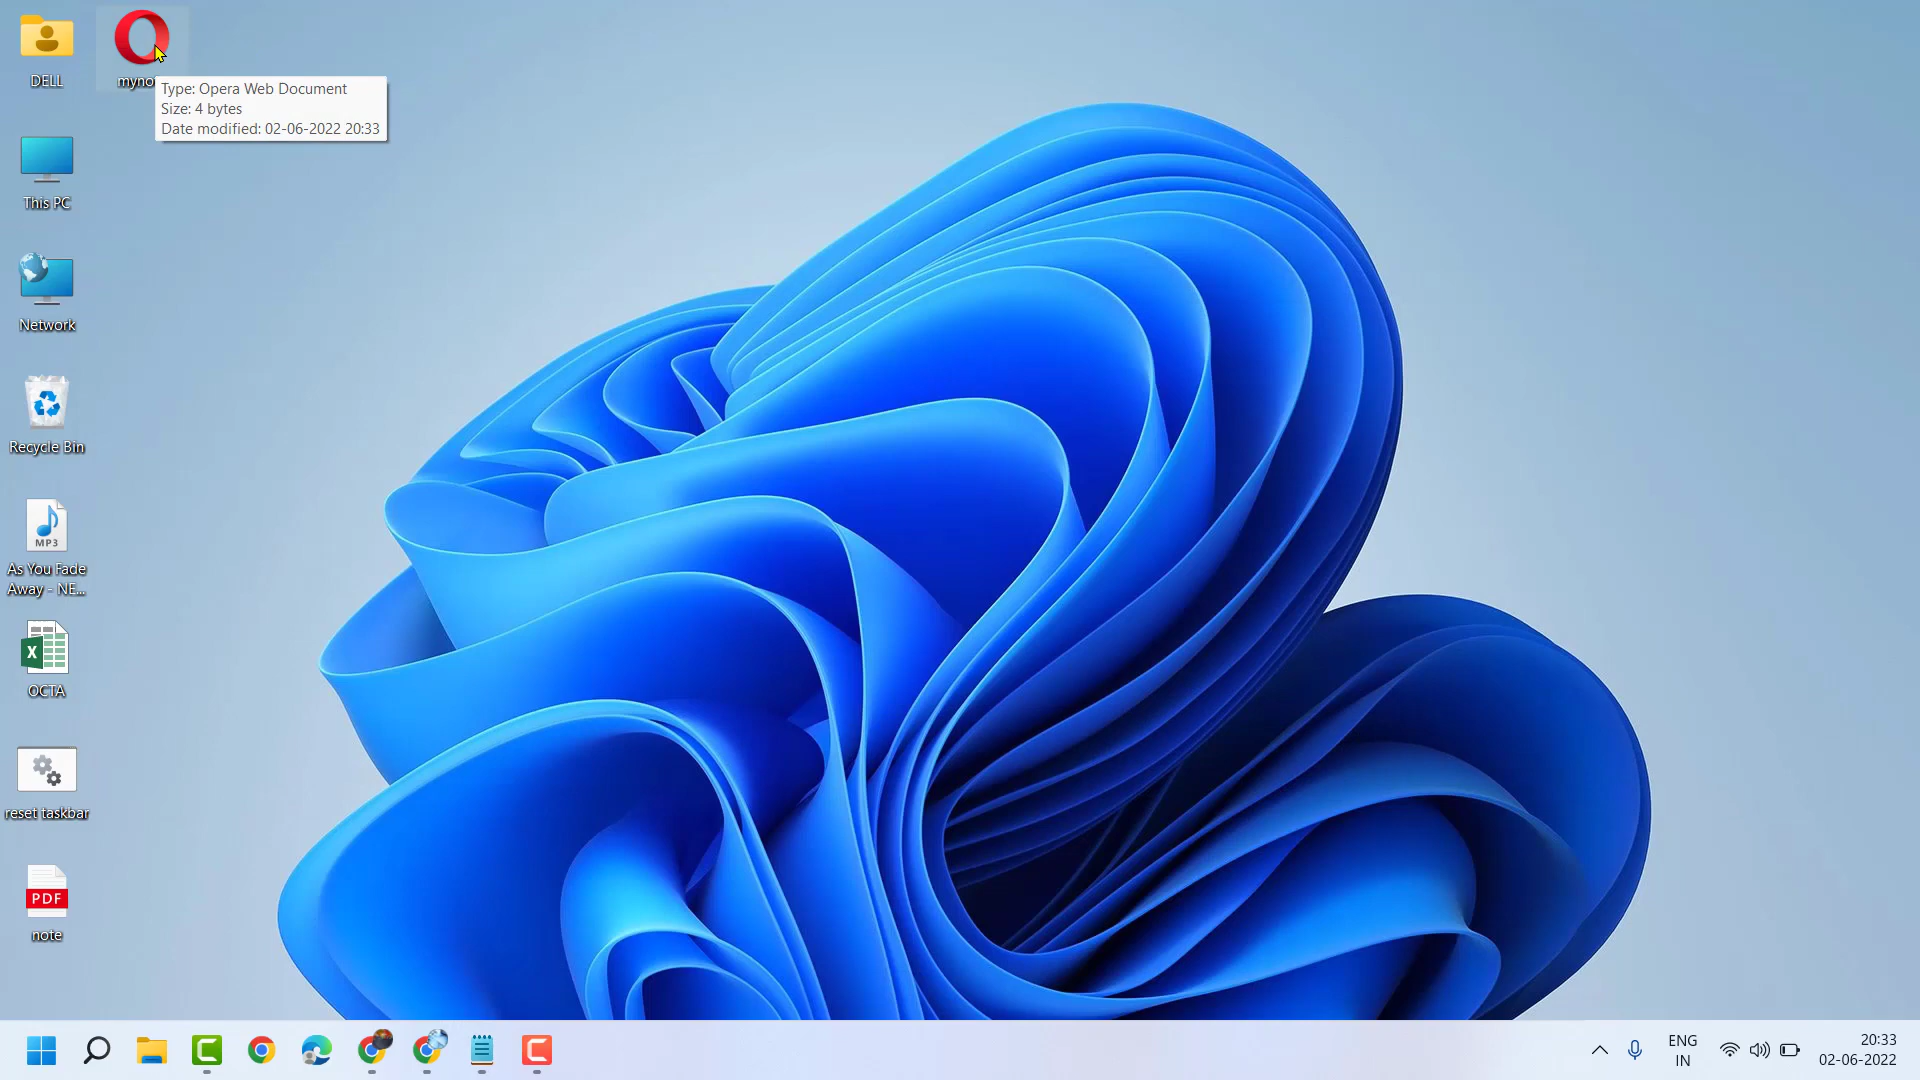 DELL
myno
Type: Opera Web Document
Size: 4 bytes
Date modified: 02-06-2022 20:33
This PC
Network
Recycle Bin
MP3
As You Fade
Away - NE...
X
OCTA
reset taskbar
PDF
note
ENG
IN
20:33
02-06-2022